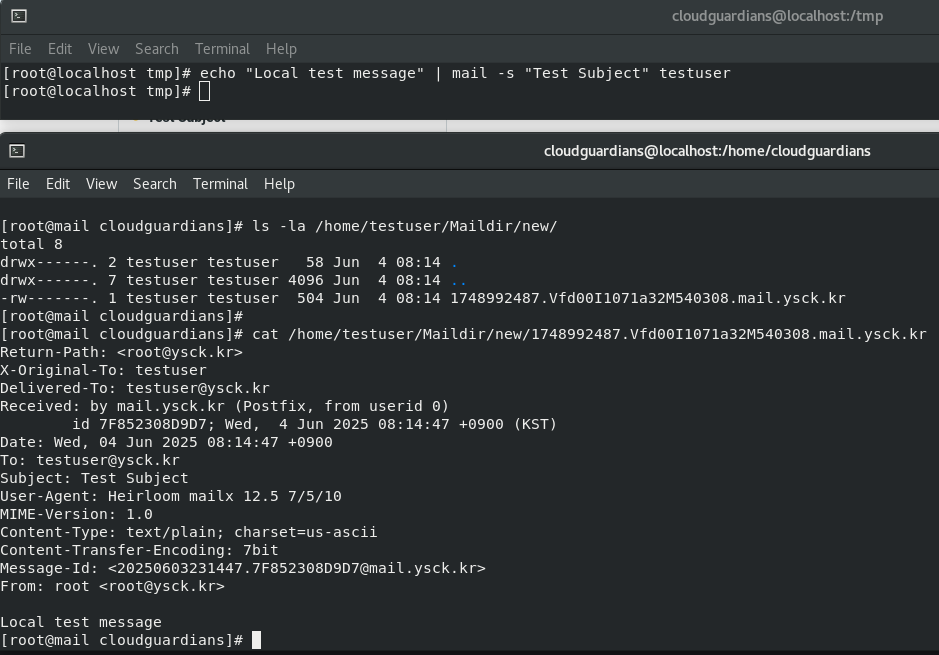 cloudguardians@localhost:/tmp
File Edit View Search Terminal Help
[root@localhost tmp]# echo "Local test message" | mail -s "Test Subject" testuser
[root@localhost tmp]#
Test Subject
cloudguardians@localhost:/home/cloudguardians
File Edit View Search Terminal Help
[root@mail cloudguardians]# ls -la /home/testuser/Maildir/new/
total 8
drwx------. 2 testuser testuser   58 Jun  4 08:14 .
drwx------. 7 testuser testuser 4096 Jun  4 08:14 ..
-rw-------. 1 testuser testuser  504 Jun  4 08:14 1748992487.Vfd00I1071a32M540308.mail.ysck.kr
[root@mail cloudguardians]#
[root@mail cloudguardians]# cat /home/testuser/Maildir/new/1748992487.Vfd00I1071a32M540308.mail.ysck.kr
Return-Path: <root@ysck.kr>
X-Original-To: testuser
Delivered-To: testuser@ysck.kr
Received: by mail.ysck.kr (Postfix, from userid 0)
        id 7F852308D9D7; Wed,  4 Jun 2025 08:14:47 +0900 (KST)
Date: Wed, 04 Jun 2025 08:14:47 +0900
To: testuser@ysck.kr
Subject: Test Subject
User-Agent: Heirloom mailx 12.5 7/5/10
MIME-Version: 1.0
Content-Type: text/plain; charset=us-ascii
Content-Transfer-Encoding: 7bit
Message-Id: <20250603231447.7F852308D9D7@mail.ysck.kr>
From: root <root@ysck.kr>

Local test message
[root@mail cloudguardians]#